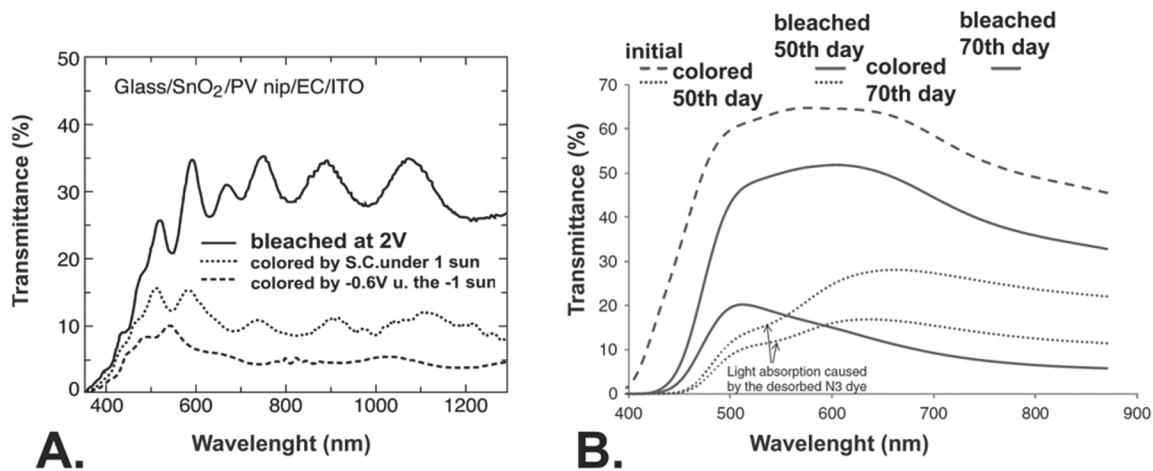 50
40
30
20
10
0
Transmittance (%)
Glass/SnO₂/PV nip/EC/ITO
bleached at 2V
colored by S.C.under 1 sun
colored by -0.6V u. the -1 sun
400
600
800
1000
1200
Wavelenght (nm)
A.
initial
colored
50th day
bleached
50th day
colored
70th day
bleached
70th day
70
60
50
40
30
20
10
0
Transmittance (%)
Light absorption caused
by the desorbed N3 dye
400
500
600
700
800
900
Wavelenght (nm)
B.